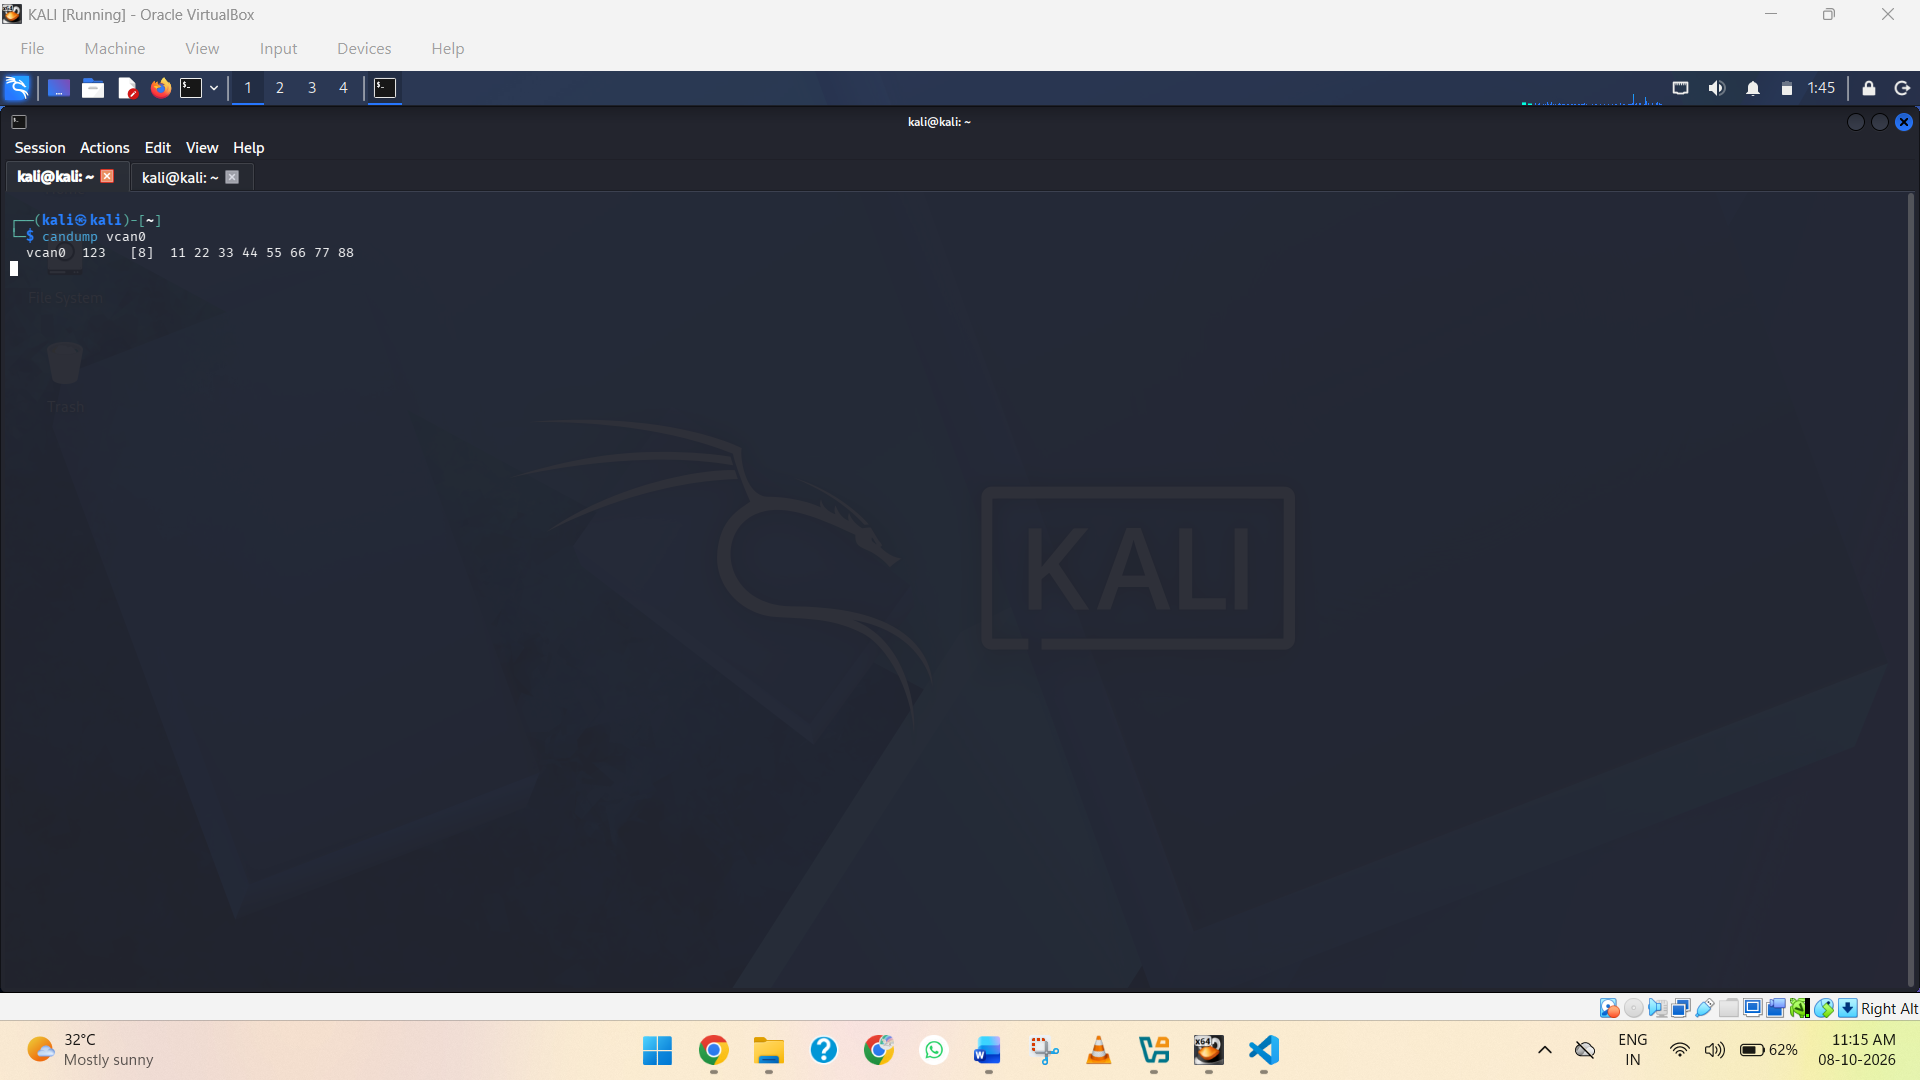 KALI [Running] - Oracle VirtualBox
File Machine View Input Devices Help
1 2 3 4
1:45
kali@kali: ~
Session Actions Edit View Help
kali@kali: ~
kali@kali: ~
┌──(kali㉿kali)-[~]
└─$ candump vcan0
vcan0  123   [8]  11 22 33 44 55 66 77 88
File System
Trash
KALI
Right Alt
32°C
Mostly sunny
ENG
IN
62%
11:15 AM
08-10-2026